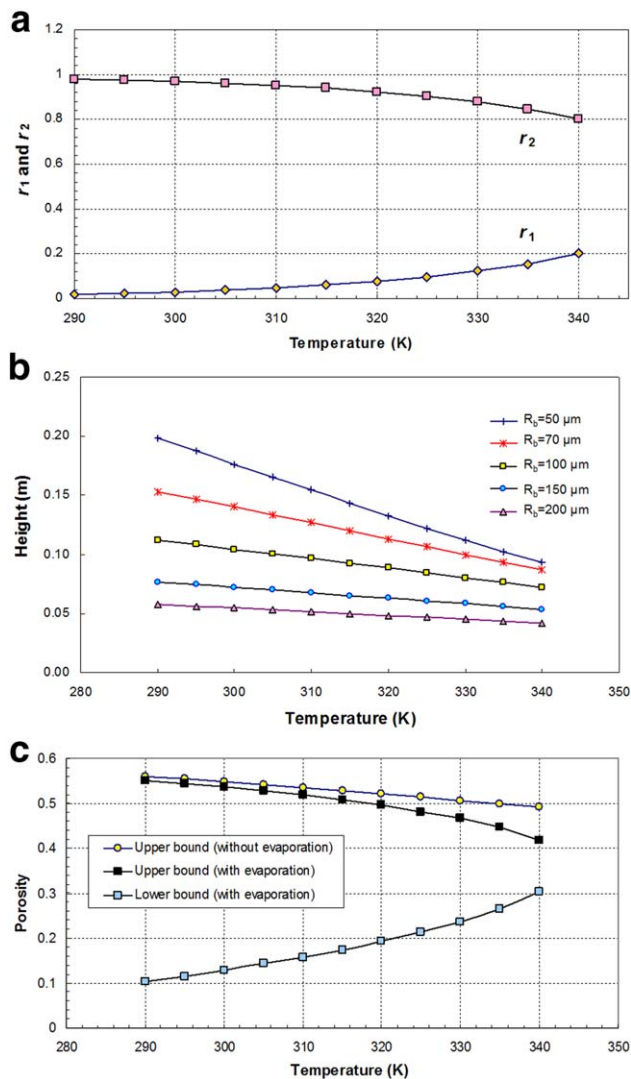 a
1.2
1
0.8
0.6
0.4
0.2
0
r1 and r2
r2
r1
290 300 310 320 330 340
Temperature (K)
b
0.25
0.20
0.15
0.10
0.05
0.00
Height (m)
Rb=50 μm
Rb=70 μm
Rb=100 μm
Rb=150 μm
Rb=200 μm
280 290 300 310 320 330 340 350
Temperature (K)
c
0.6
0.5
0.4
0.3
0.2
0.1
0
Porosity
Upper bound (without evaporation)
Upper bound (with evaporation)
Lower bound (with evaporation)
280 290 300 310 320 330 340 350
Temperature (K)